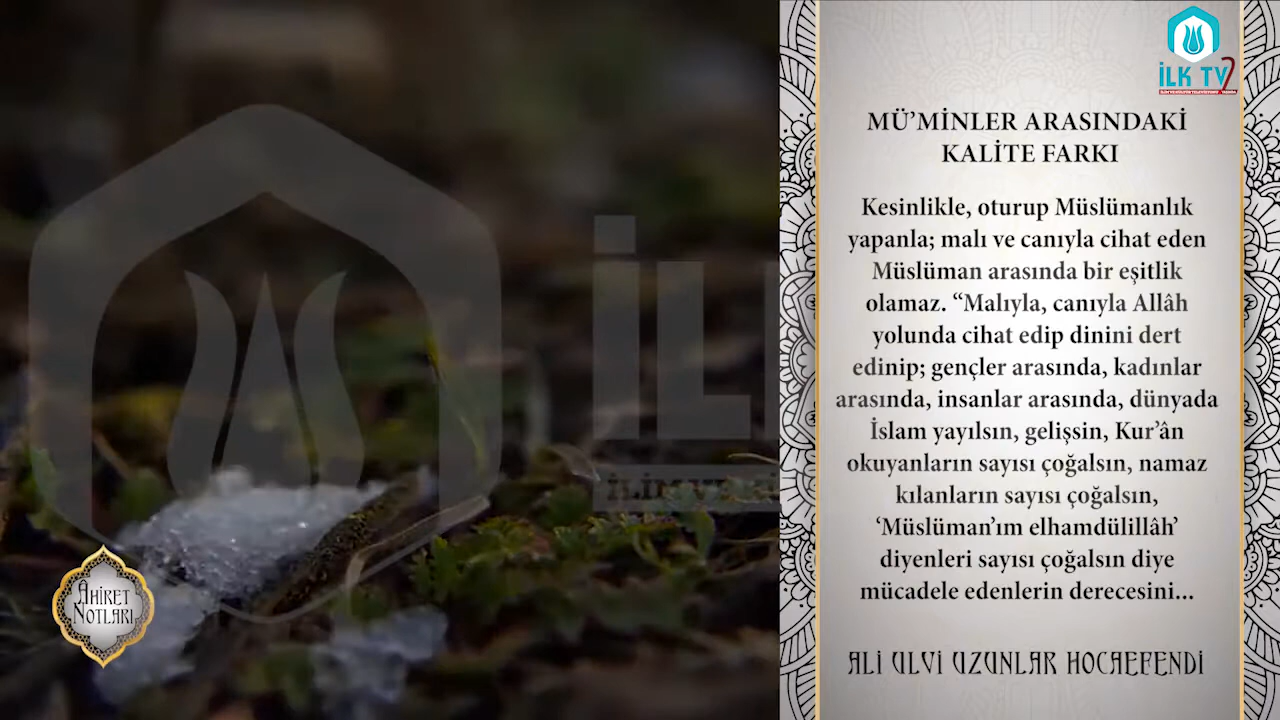 İLK TV2
MÜ’MİNLER ARASINDAKİ
KALİTE FARKI
Kesinlikle, oturup Müslümanlık
yapanla; malı ve canıyla cihat eden
Müslüman arasında bir eşitlik
olamaz. “Malıyla, canıyla Allâh
yolunda cihat edip dinini dert
edinip; gençler arasında, kadınlar
arasında, insanlar arasında, dünyada
İslam yayılsın, gelişsin, Kur’ân
okuyanların sayısı çoğalsın, namaz
kılanların sayısı çoğalsın,
‘Müslüman’ım elhamdülillâh’
diyenleri sayısı çoğalsın diye
mücadele edenlerin derecesini...
ALİ ULVİ UZUNLAR HOCAEFENDİ
AHİRET
NOTLARI
İL